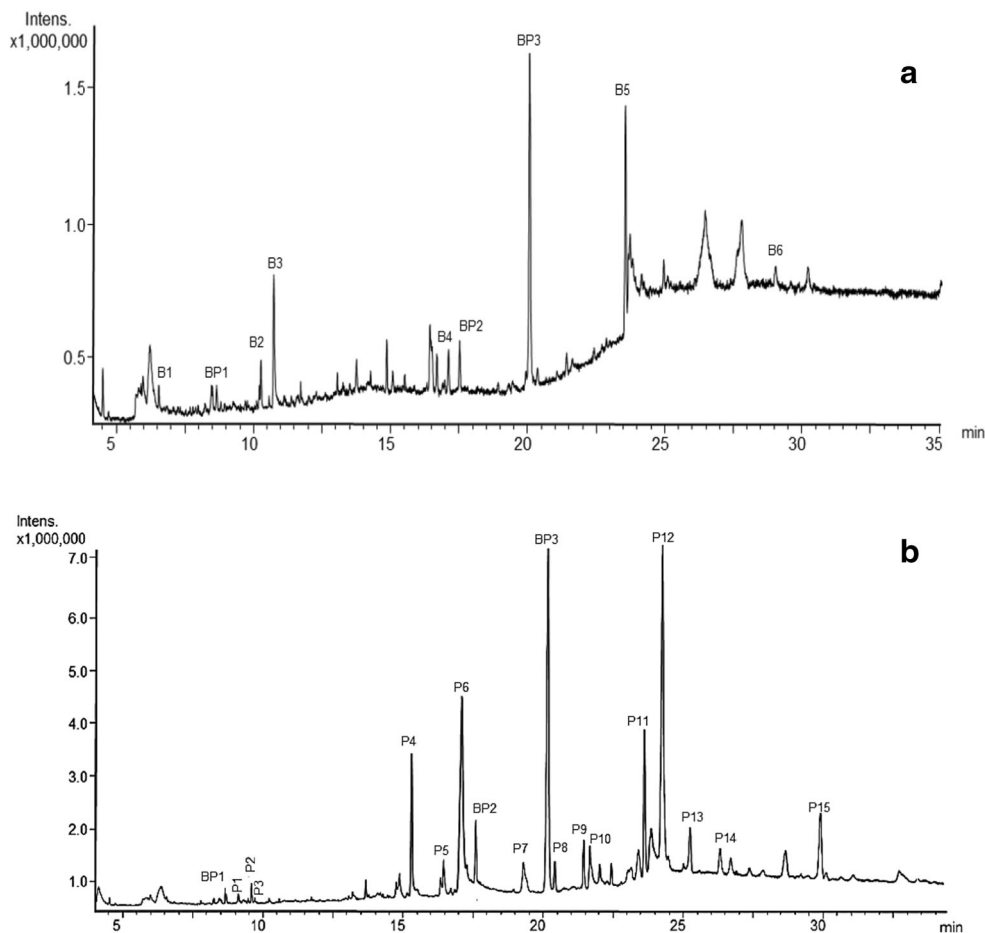 Intens.
x1,000,000
a
BP3
1.5
B5
1.0
B3
B6
B2
B4
BP2
0.5
B1
BP1
5 10 15 20 25 30 35 min
Intens.
x1,000,000
b
7.0
BP3
P12
6.0
5.0
P6
4.0
P4
P11
3.0
BP2
P13
P15
2.0
P5
P7
P8
P9
P10
P14
1.0
BP1
P1
P2
P3
5 10 15 20 25 30 min